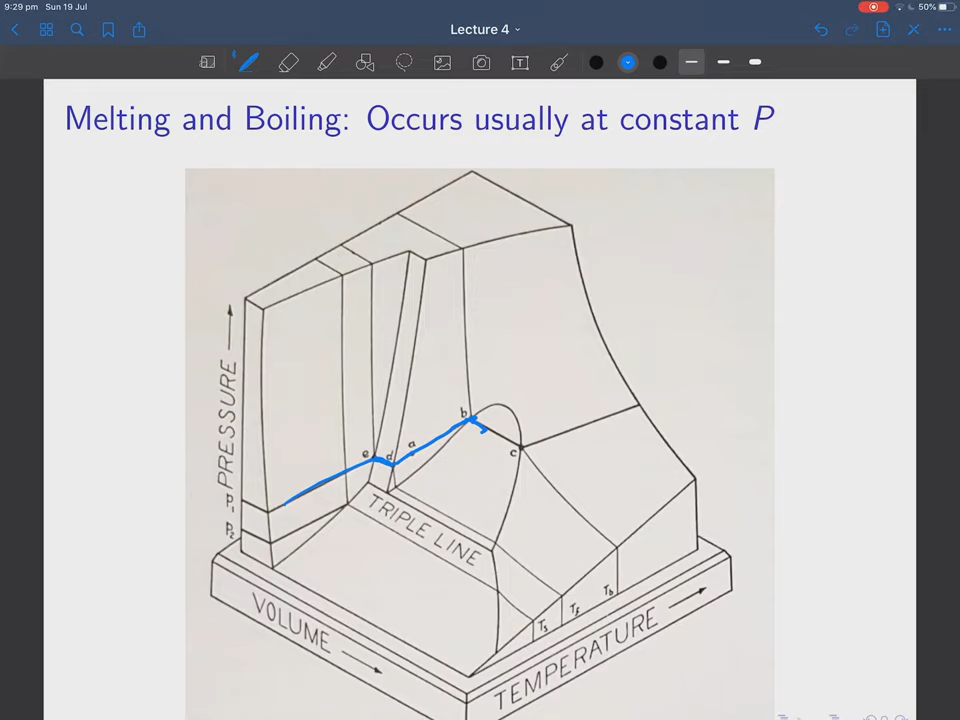 9:29 pm Sun 19 Jul
50%
Lecture 4
T
Melting and Boiling: Occurs usually at constant P
PRESSURE
P1
P2
e
d
a
b
c
TRIPLE LINE
Ts
Tf
Tb
VOLUME
TEMPERATURE